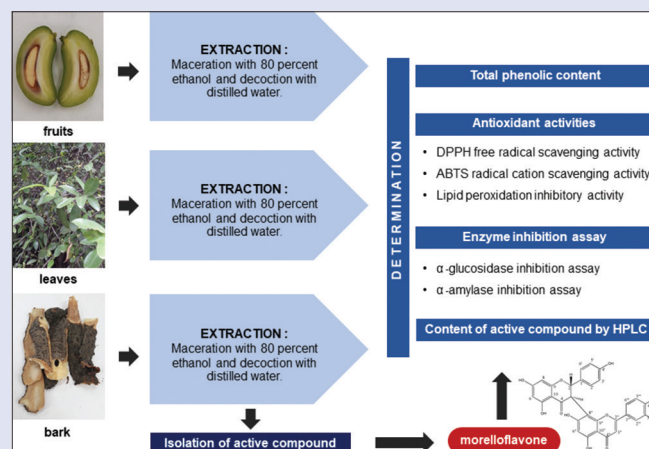 fruits
EXTRACTION :
Maceration with 80 percent
ethanol and decoction with
distilled water.
leaves
EXTRACTION :
Maceration with 80 percent
ethanol and decoction with
distilled water.
bark
EXTRACTION :
Maceration with 80 percent
ethanol and decoction with
distilled water.
Isolation of active compound
morelloflavone
DETERMINATION
Total phenolic content
Antioxidant activities
• DPPH free radical scavenging activity
• ABTS radical cation scavenging activity
• Lipid peroxidation inhibitory activity
Enzyme inhibition assay
• α-glucosidase inhibition assay
• α-amylase inhibition assay
Content of active compound by HPLC